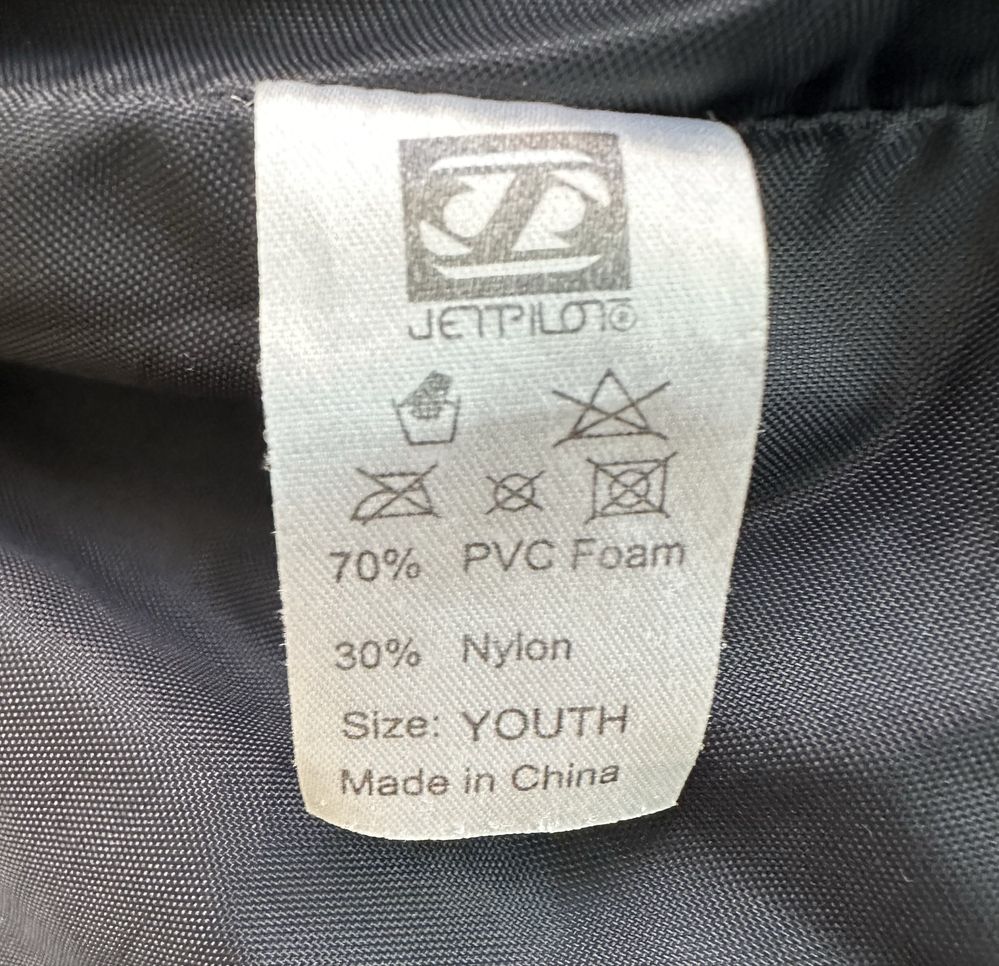 JETPILOT®
70% PVC Foam
30% Nylon
Size: YOUTH
Made in China